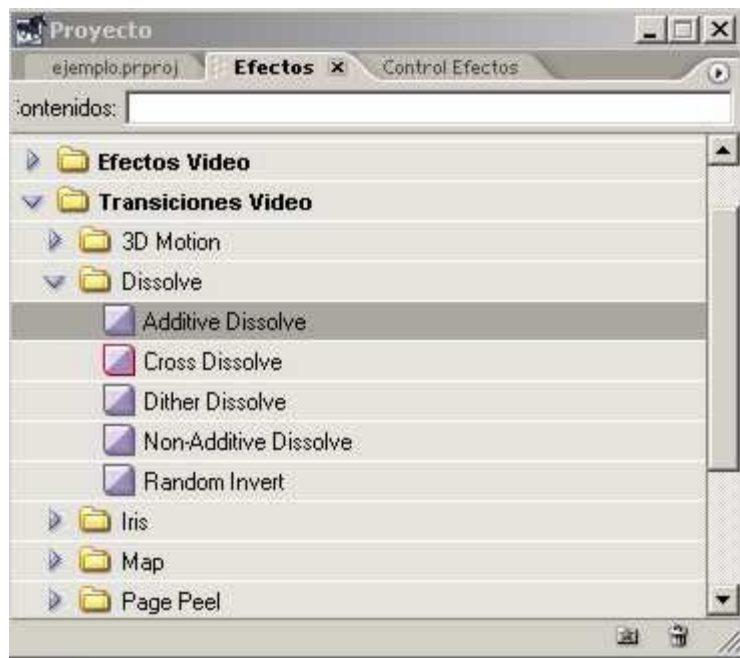 Proyecto
ejemplo.prproj Efectos Control Efectos
ontenidos:
Efectos Video
Transiciones Video
3D Motion
Dissolve
Additive Dissolve
Cross Dissolve
Dither Dissolve
Non-Additive Dissolve
Random Invert
Iris
Map
Page Peel